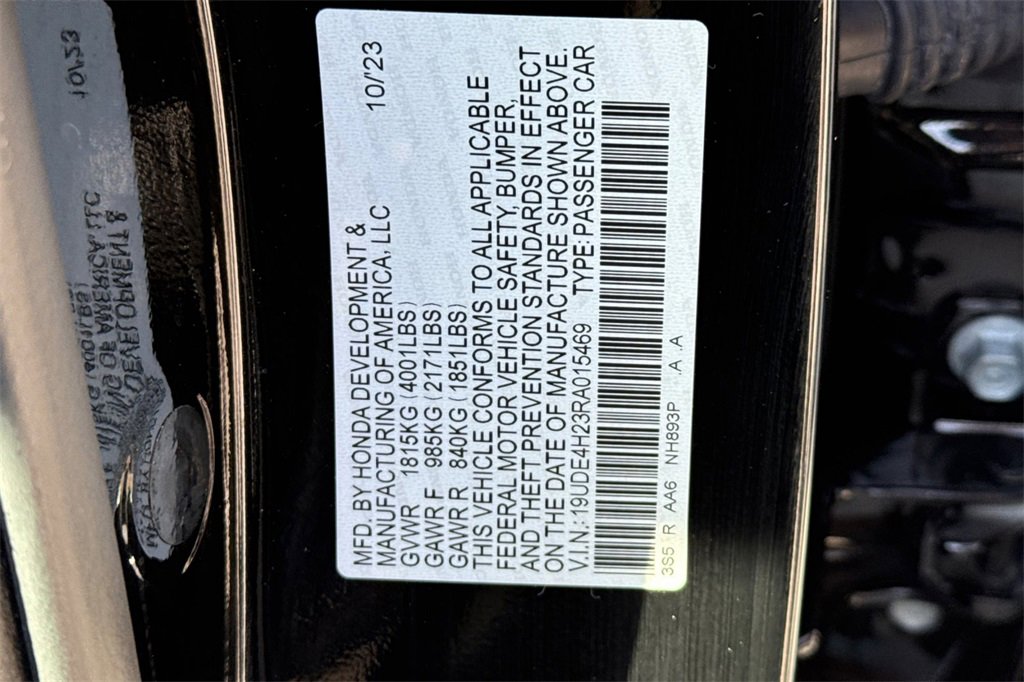 MFD. BY HONDA DEVELOPMENT & 10/'23
MANUFACTURING OF AMERICA, LLC
GVWR 1815KG (4001LBS)
GAWR F 985KG (2171LBS)
GAWR R 840KG (1851LBS)
THIS VEHICLE CONFORMS TO ALL APPLICABLE
FEDERAL MOTOR VEHICLE SAFETY, BUMPER,
AND THEFT PREVENTION STANDARDS IN EFFECT
ON THE DATE OF MANUFACTURE SHOWN ABOVE.
V.I.N.: 19UDE4H23RA015469 TYPE: PASSENGER CAR
3S5 R AA6 NH893P .A .A